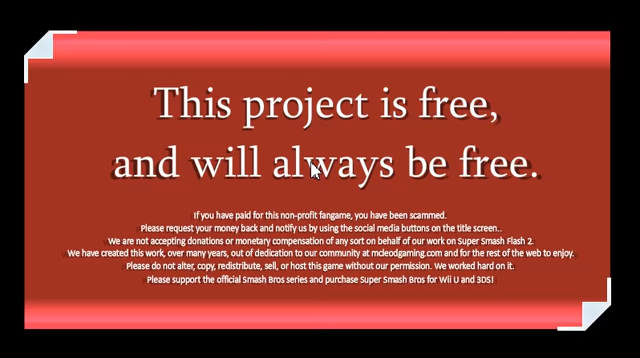 This project is free,
and will always be free.
If you have paid for this non-profit fangame, you have been scammed.
Please request your money back and notify us by using the social media buttons on the title screen..
We are not accepting donations or monetary compensation of any sort on behalf of our work on Super Smash Flash 2.
We have created this work, over many years, out of dedication to our community at mcleodgaming.com and for the rest of the web to enjoy.
Please do not alter, copy, redistribute, sell, or host this game without our permission. We worked hard on it.
Please support the official Smash Bros series and purchase Super Smash Bros for Wii U and 3DS!